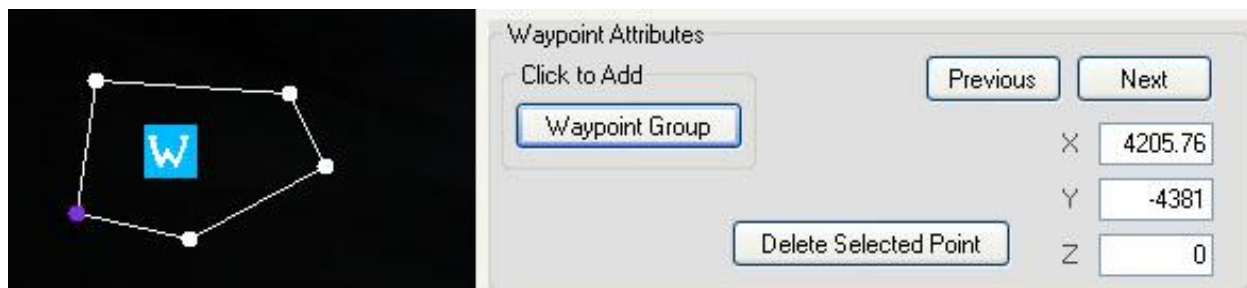 W
Waypoint Attributes
Click to Add
Waypoint Group
Previous Next
X 4205.76
Y -4381
Z 0
Delete Selected Point